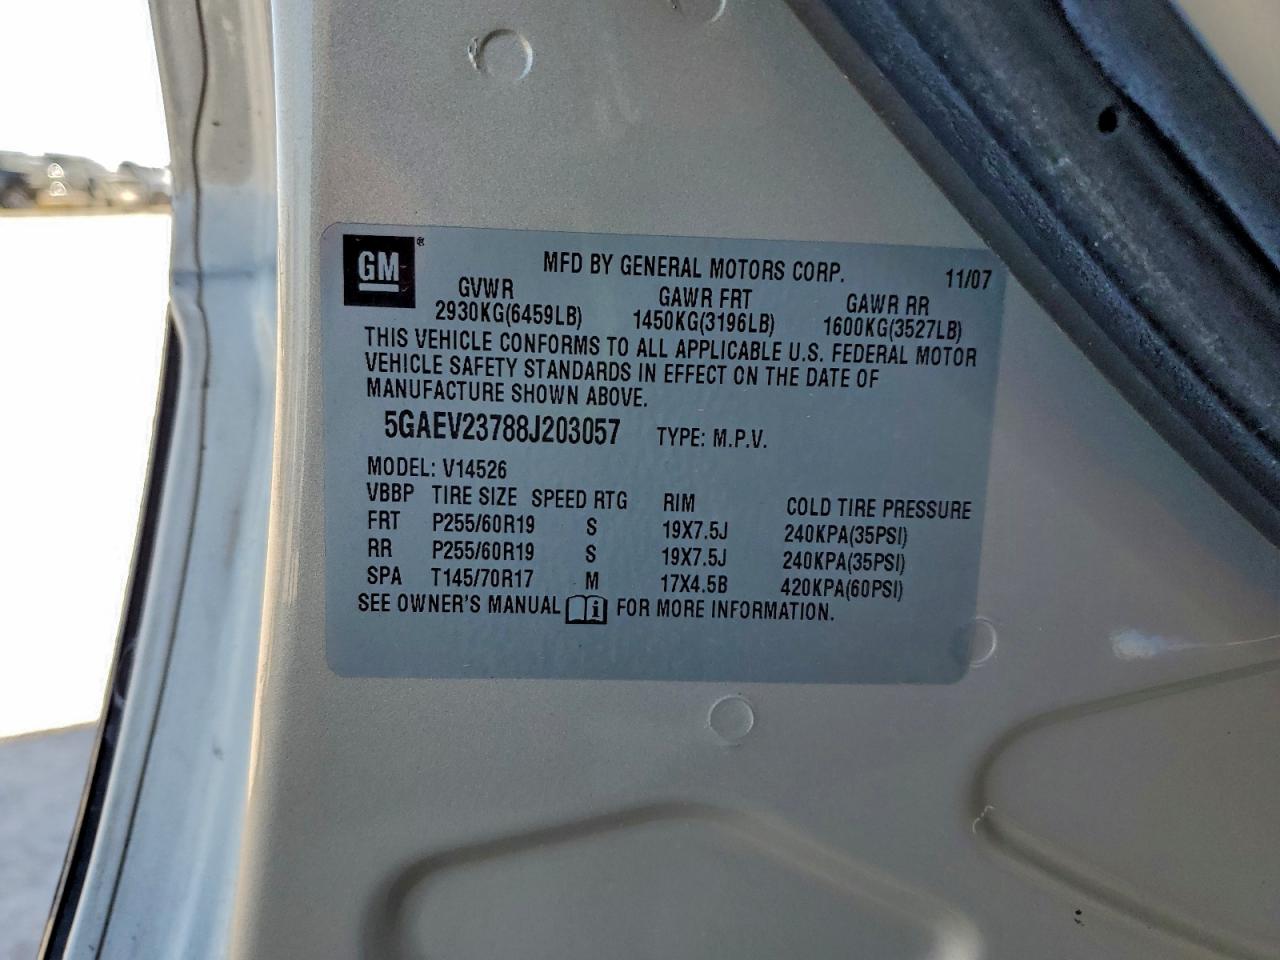 GM®
MFD BY GENERAL MOTORS CORP. 11/07
GVWR GAWR FRT GAWR RR
2930KG(6459LB) 1450KG(3196LB) 1600KG(3527LB)
THIS VEHICLE CONFORMS TO ALL APPLICABLE U.S. FEDERAL MOTOR
VEHICLE SAFETY STANDARDS IN EFFECT ON THE DATE OF
MANUFACTURE SHOWN ABOVE.
5GAEV23788J203057 TYPE: M.P.V.
MODEL: V14526
VBBP TIRE SIZE SPEED RTG RIM COLD TIRE PRESSURE
FRT P255/60R19 S 19X7.5J 240KPA(35PSI)
RR P255/60R19 S 19X7.5J 240KPA(35PSI)
SPA T145/70R17 M 17X4.5B 420KPA(60PSI)
SEE OWNER'S MANUAL i FOR MORE INFORMATION.